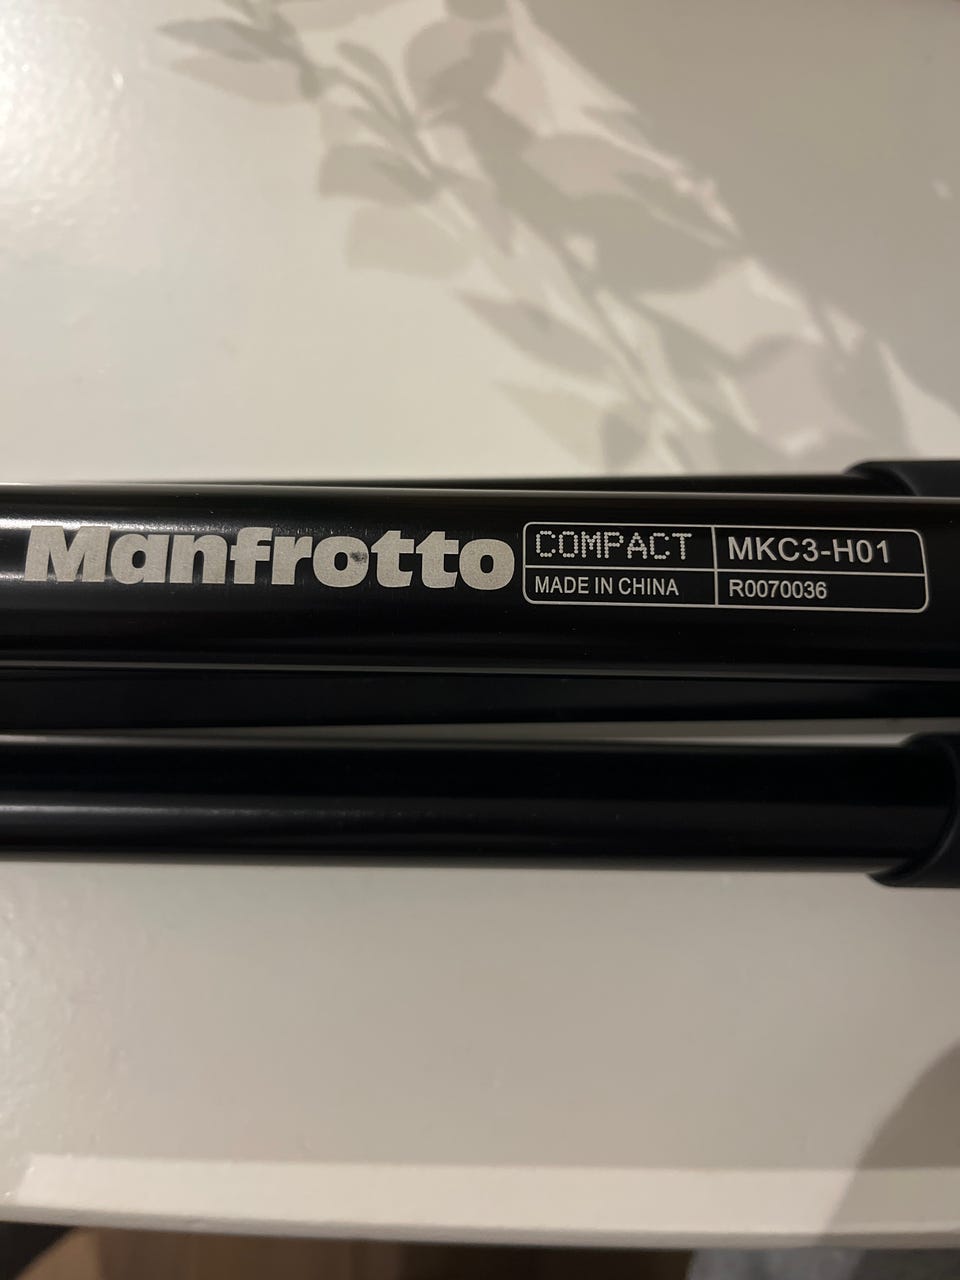 Manfrotto
COMPACT
MKC3-H01
MADE IN CHINA
R0070036